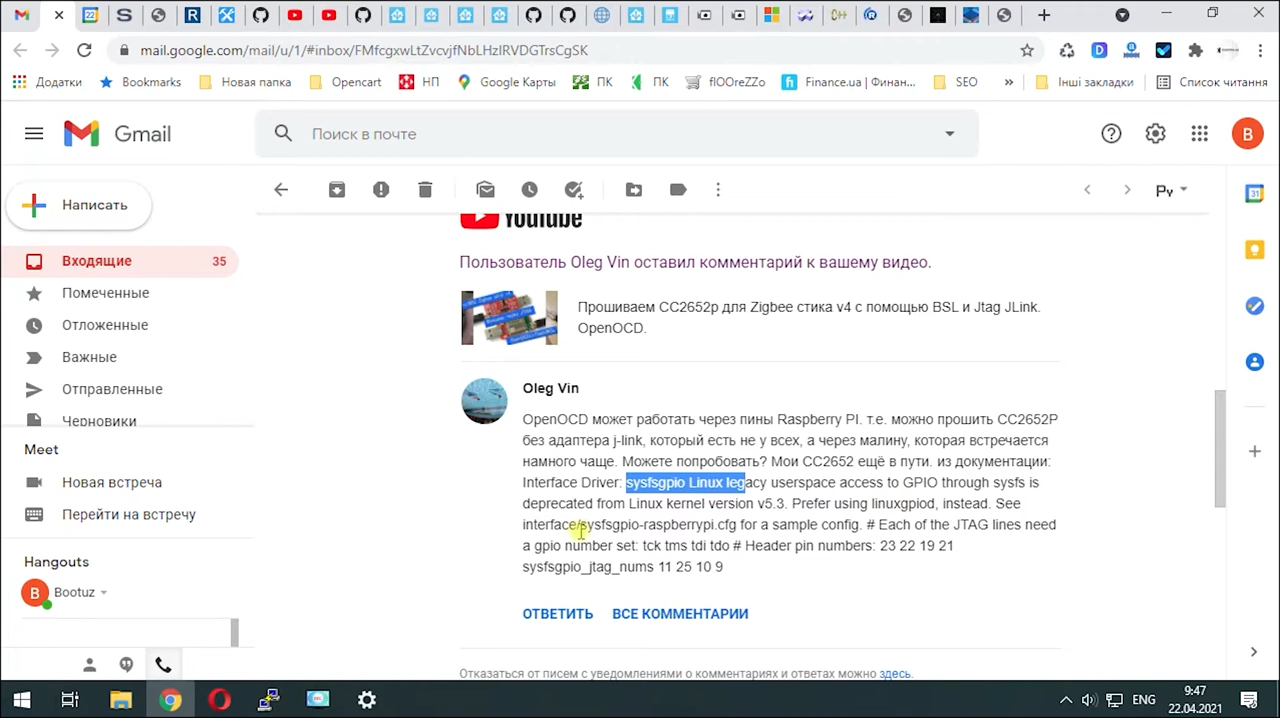 mail.google.com/mail/u/1/#inbox/FMfcgxwLtZvcvjfNbLHzIRVDGTrsCgSK
Додатки
Bookmarks
Новая папка
Opencart
НП
Google Карты
ПК
ПК
flOOreZZo
Finance.ua | (Финан...
SEO
»
Інші закладки
Список читання
Gmail
Поиск в почте
B
Написать
Ру
YouTube
Входящие 35
Пользователь Oleg Vin оставил комментарий к вашему видео.
Помеченные
Прошиваем CC2652p для Zigbee стика v4 с помощью BSL и Jtag JLink.
OpenOCD.
Отложенные
Важные
Отправленные
Черновики
Oleg Vin
OpenOCD может работать через пины Raspberry PI. т.е. можно прошить CC2652P
без адаптера j-link, который есть не у всех, а через малину, которая встречается
намного чаще. Можете попробовать? Мои CC2652 ещё в пути. из документации:
Interface Driver: sysfsgpio Linux legacy userspace access to GPIO through sysfs is
deprecated from Linux kernel version v5.3. Prefer using linuxgpiod, instead. See
interface/sysfsgpio-raspberrypi.cfg for a sample config. # Each of the JTAG lines need
a gpio number set: tck tms tdi tdo # Header pin numbers: 23 22 19 21
sysfsgpio_jtag_nums 11 25 10 9
Meet
Новая встреча
Перейти на встречу
Hangouts
B Bootuz
ОТВЕТИТЬ ВСЕ КОММЕНТАРИИ
Отказаться от писем с уведомлениями о комментариях и ответах можно здесь.
ENG
9:47
22.04.2021